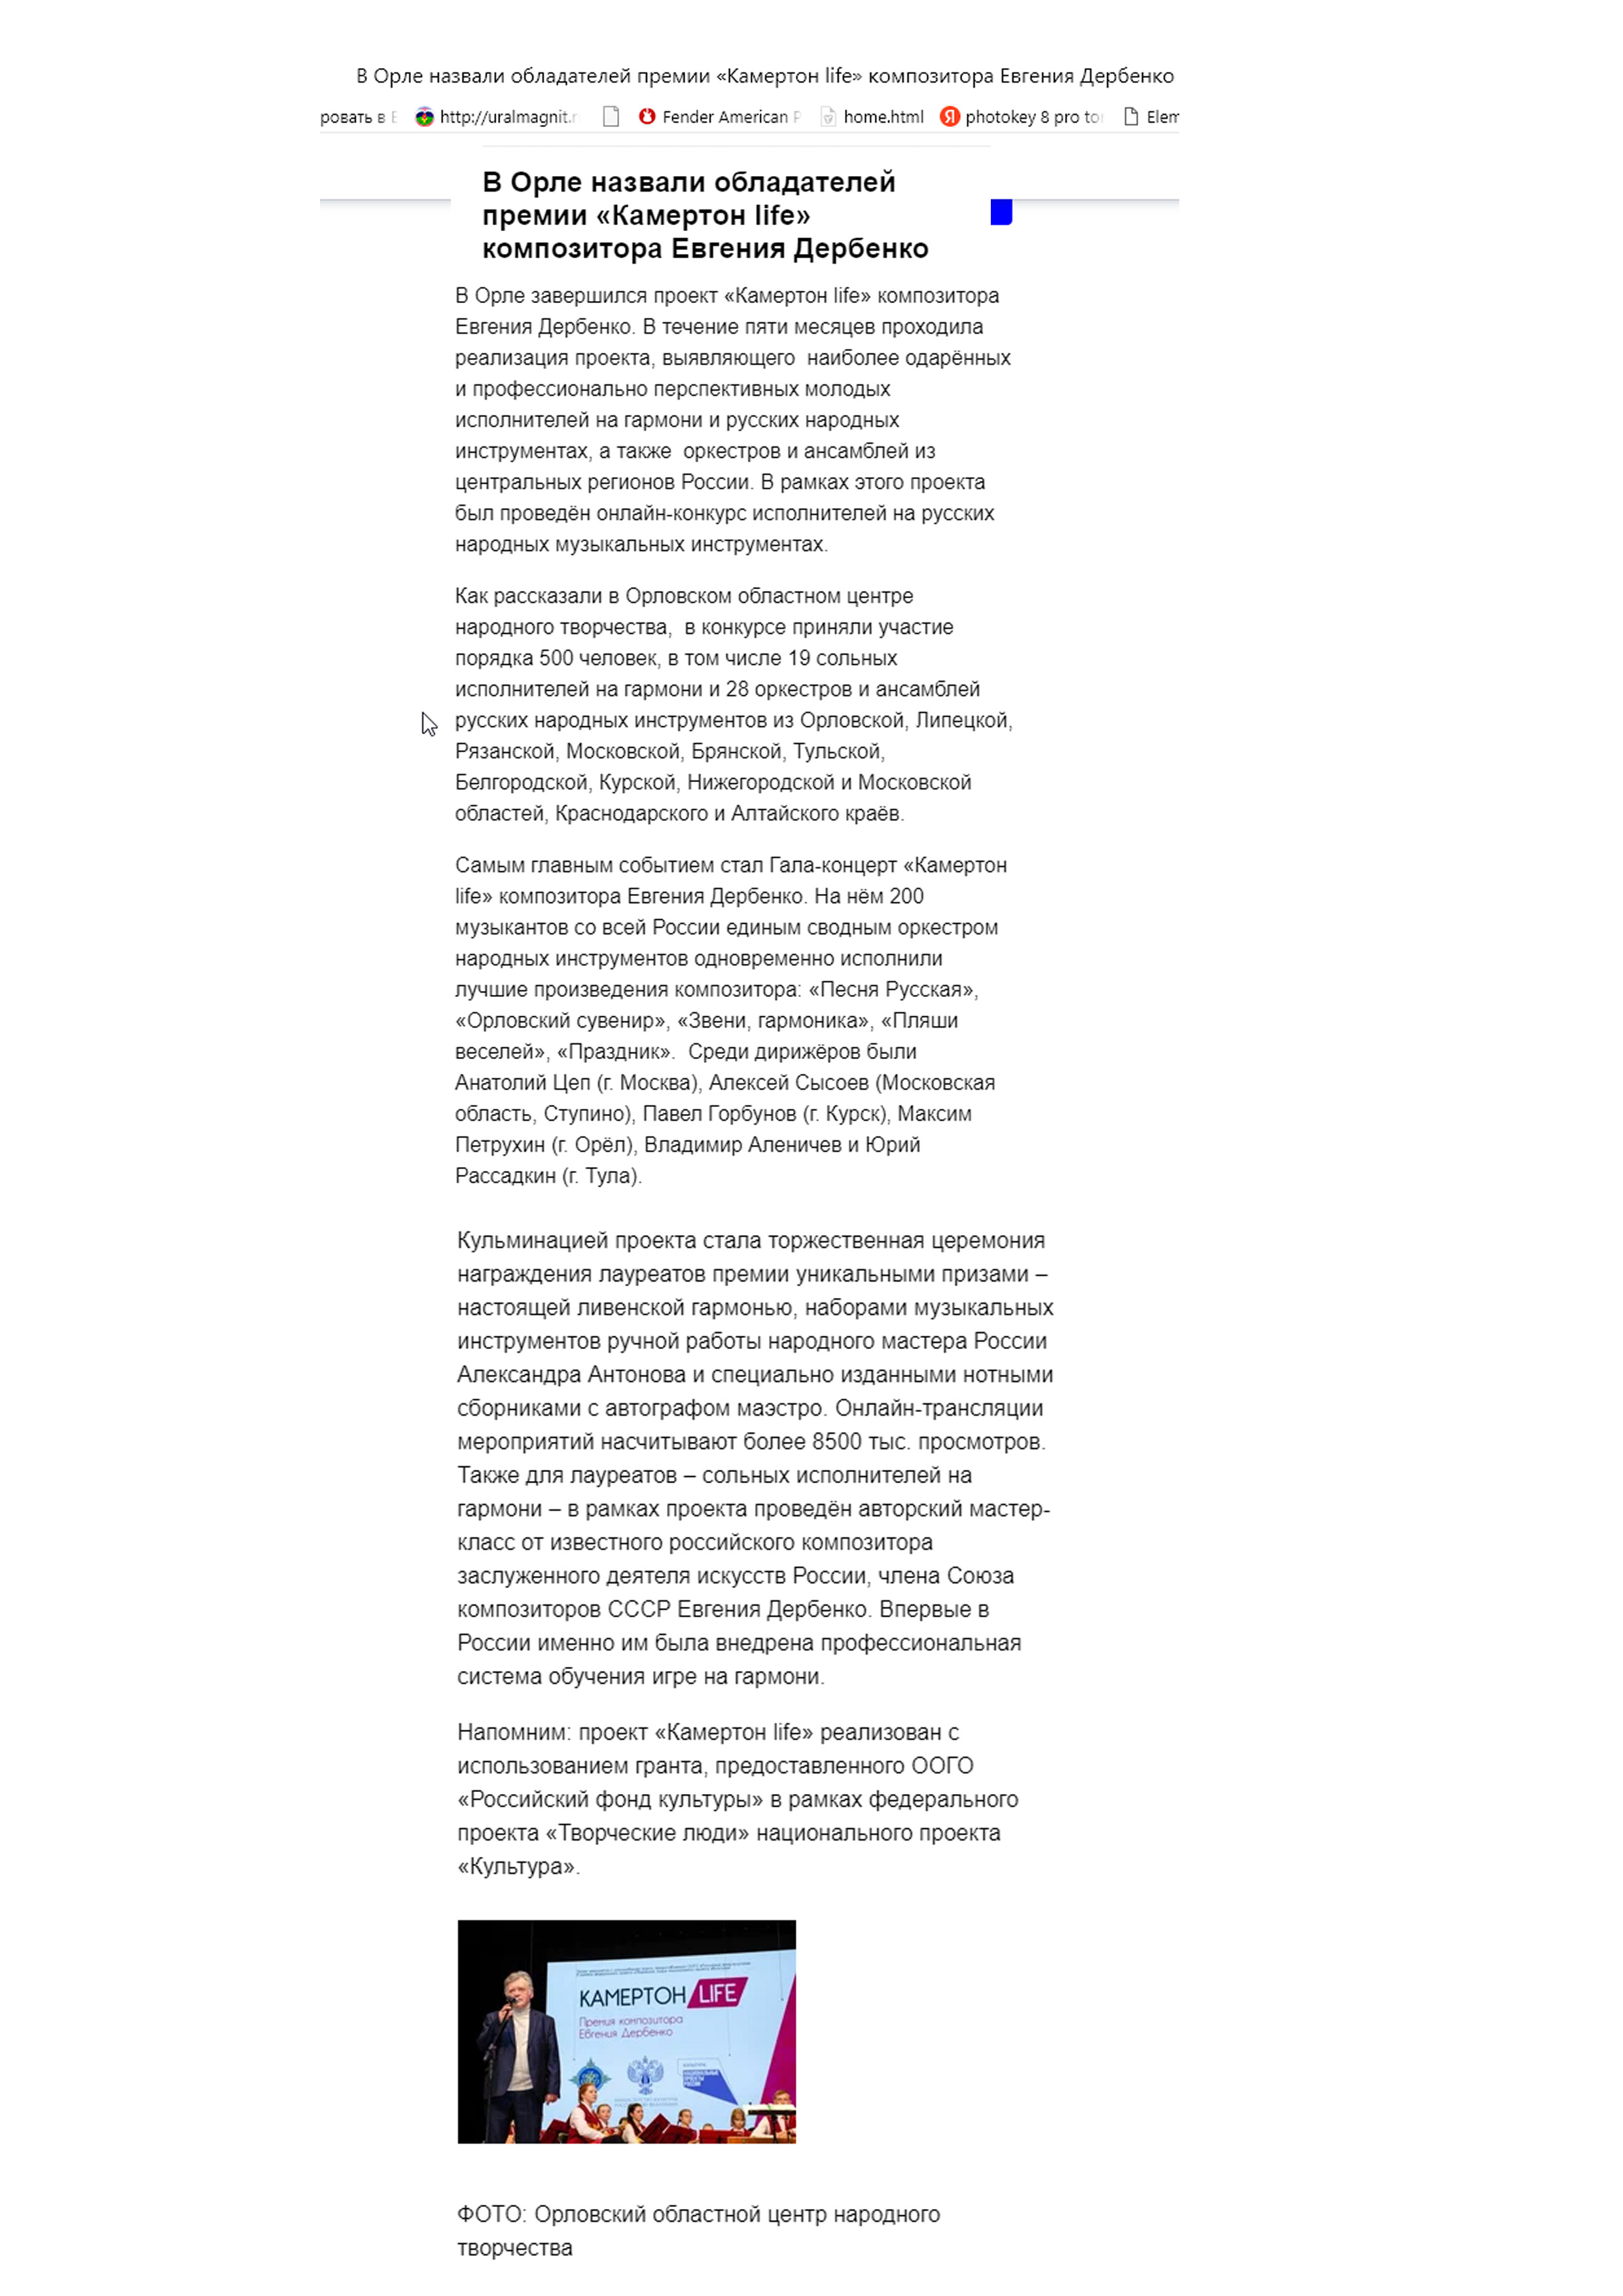 В Орле назвали обладателей премии «Камертон life» композитора Евгения Дербенко
ровать в
http://uralmagnit.r
Fender American P
home.html
photokey 8 pro to
Elem
В Орле назвали обладателей
премии «Камертон life»
композитора Евгения Дербенко
В Орле завершился проект «Камертон life» композитора
Евгения Дербенко. В течение пяти месяцев проходила
реализация проекта, выявляющего наиболее одарённых
и профессионально перспективных молодых
исполнителей на гармони и русских народных
инструментах, а также оркестров и ансамблей из
центральных регионов России. В рамках этого проекта
был проведён онлайн-конкурс исполнителей на русских
народных музыкальных инструментах.
Как рассказали в Орловском областном центре
народного творчества, в конкурсе приняли участие
порядка 500 человек, в том числе 19 сольных
исполнителей на гармони и 28 оркестров и ансамблей
русских народных инструментов из Орловской, Липецкой,
Рязанской, Московской, Брянской, Тульской,
Белгородской, Курской, Нижегородской и Московской
областей, Краснодарского и Алтайского краёв.
Самым главным событием стал Гала-концерт «Камертон
life» композитора Евгения Дербенко. На нём 200
музыкантов со всей России единым сводным оркестром
народных инструментов одновременно исполнили
лучшие произведения композитора: «Песня Русская»,
«Орловский сувенир», «Звени, гармоника», «Пляши
веселей», «Праздник». Среди дирижёров были
Анатолий Цеп (г. Москва), Алексей Сысоев (Московская
область, Ступино), Павел Горбунов (г. Курск), Максим
Петрухин (г. Орёл), Владимир Аленичев и Юрий
Рассадкин (г. Тула).
Кульминацией проекта стала торжественная церемония
награждения лауреатов премии уникальными призами –
настоящей ливенской гармонью, наборами музыкальных
инструментов ручной работы народного мастера России
Александра Антонова и специально изданными нотными
сборниками с автографом маэстро. Онлайн-трансляции
мероприятий насчитывают более 8500 тыс. просмотров.
Также для лауреатов – сольных исполнителей на
гармони – в рамках проекта проведён авторский мастер-
класс от известного российского композитора
заслуженного деятеля искусств России, члена Союза
композиторов СССР Евгения Дербенко. Впервые в
России именно им была внедрена профессиональная
система обучения игре на гармони.
Напомним: проект «Камертон life» реализован с
использованием гранта, предоставленного ООГО
«Российский фонд культуры» в рамках федерального
проекта «Творческие люди» национального проекта
«Культура».
КАМЕРТОН LIFE
Премия композитора
Евгения Дербенко
ФОТО: Орловский областной центр народного
творчества